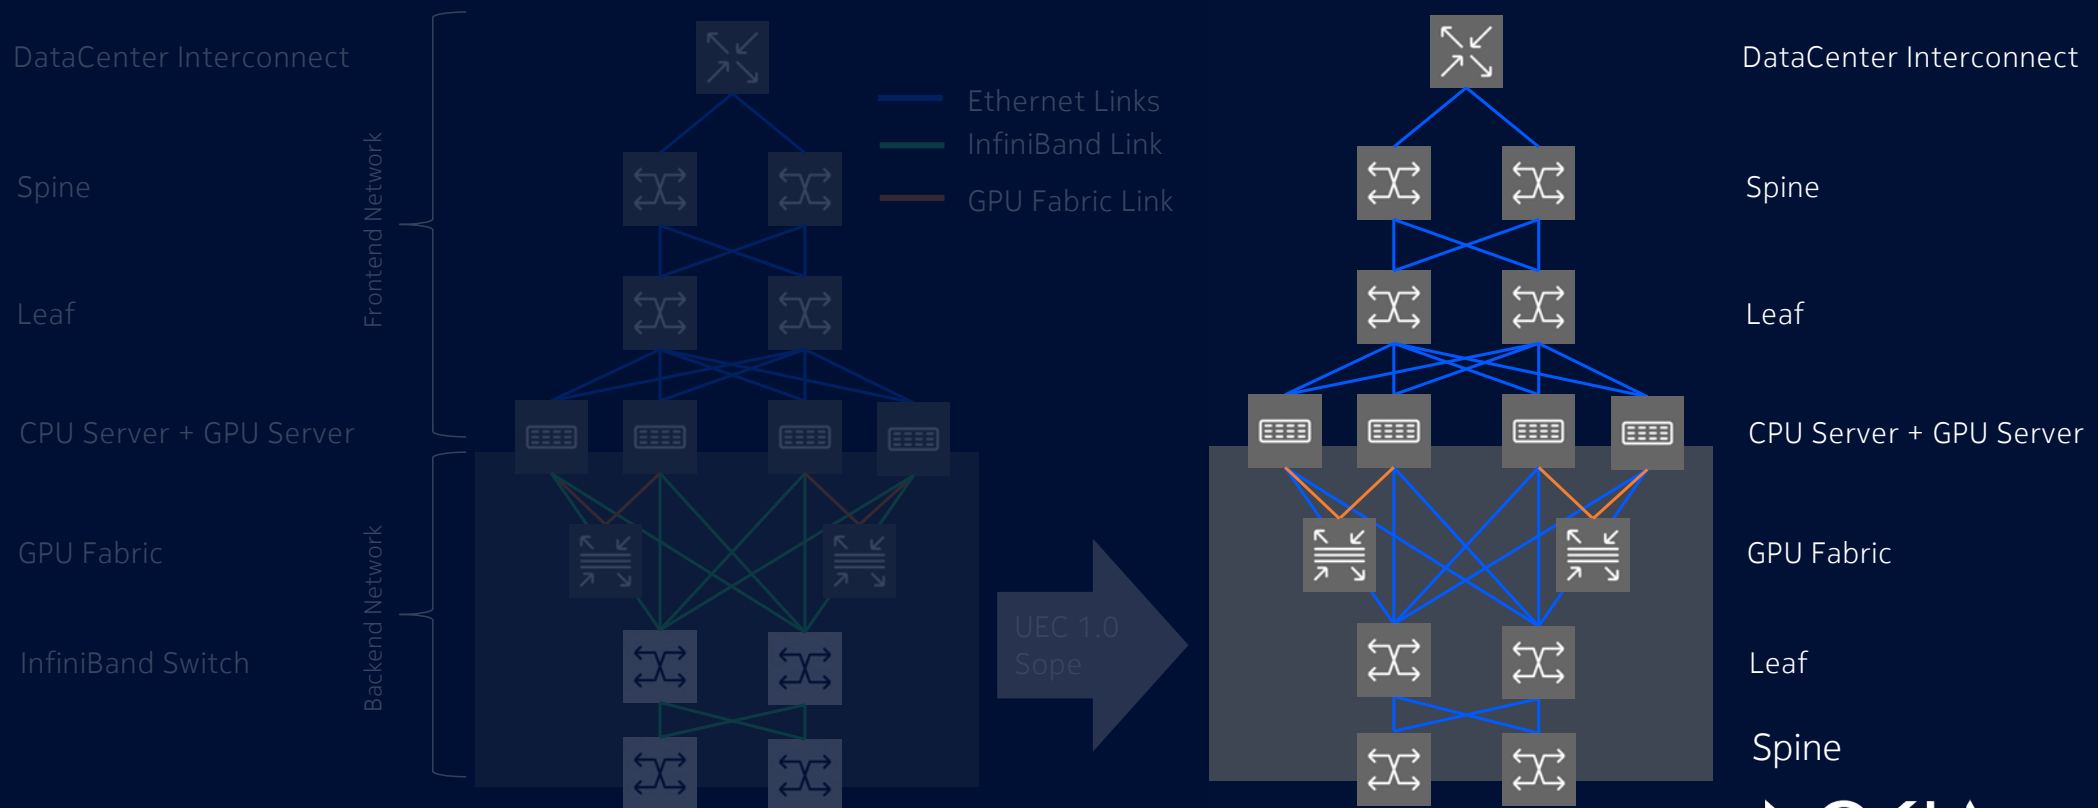 DataCenter Interconnect
Spine
Leaf
CPU Server + GPU Server
GPU Fabric
InfiniBand Switch
Frontend Network
Backend Network
Ethernet Links
InfiniBand Link
GPU Fabric Link
UEC 1.0
Sope
DataCenter Interconnect
Spine
Leaf
CPU Server + GPU Server
GPU Fabric
Leaf
Spine